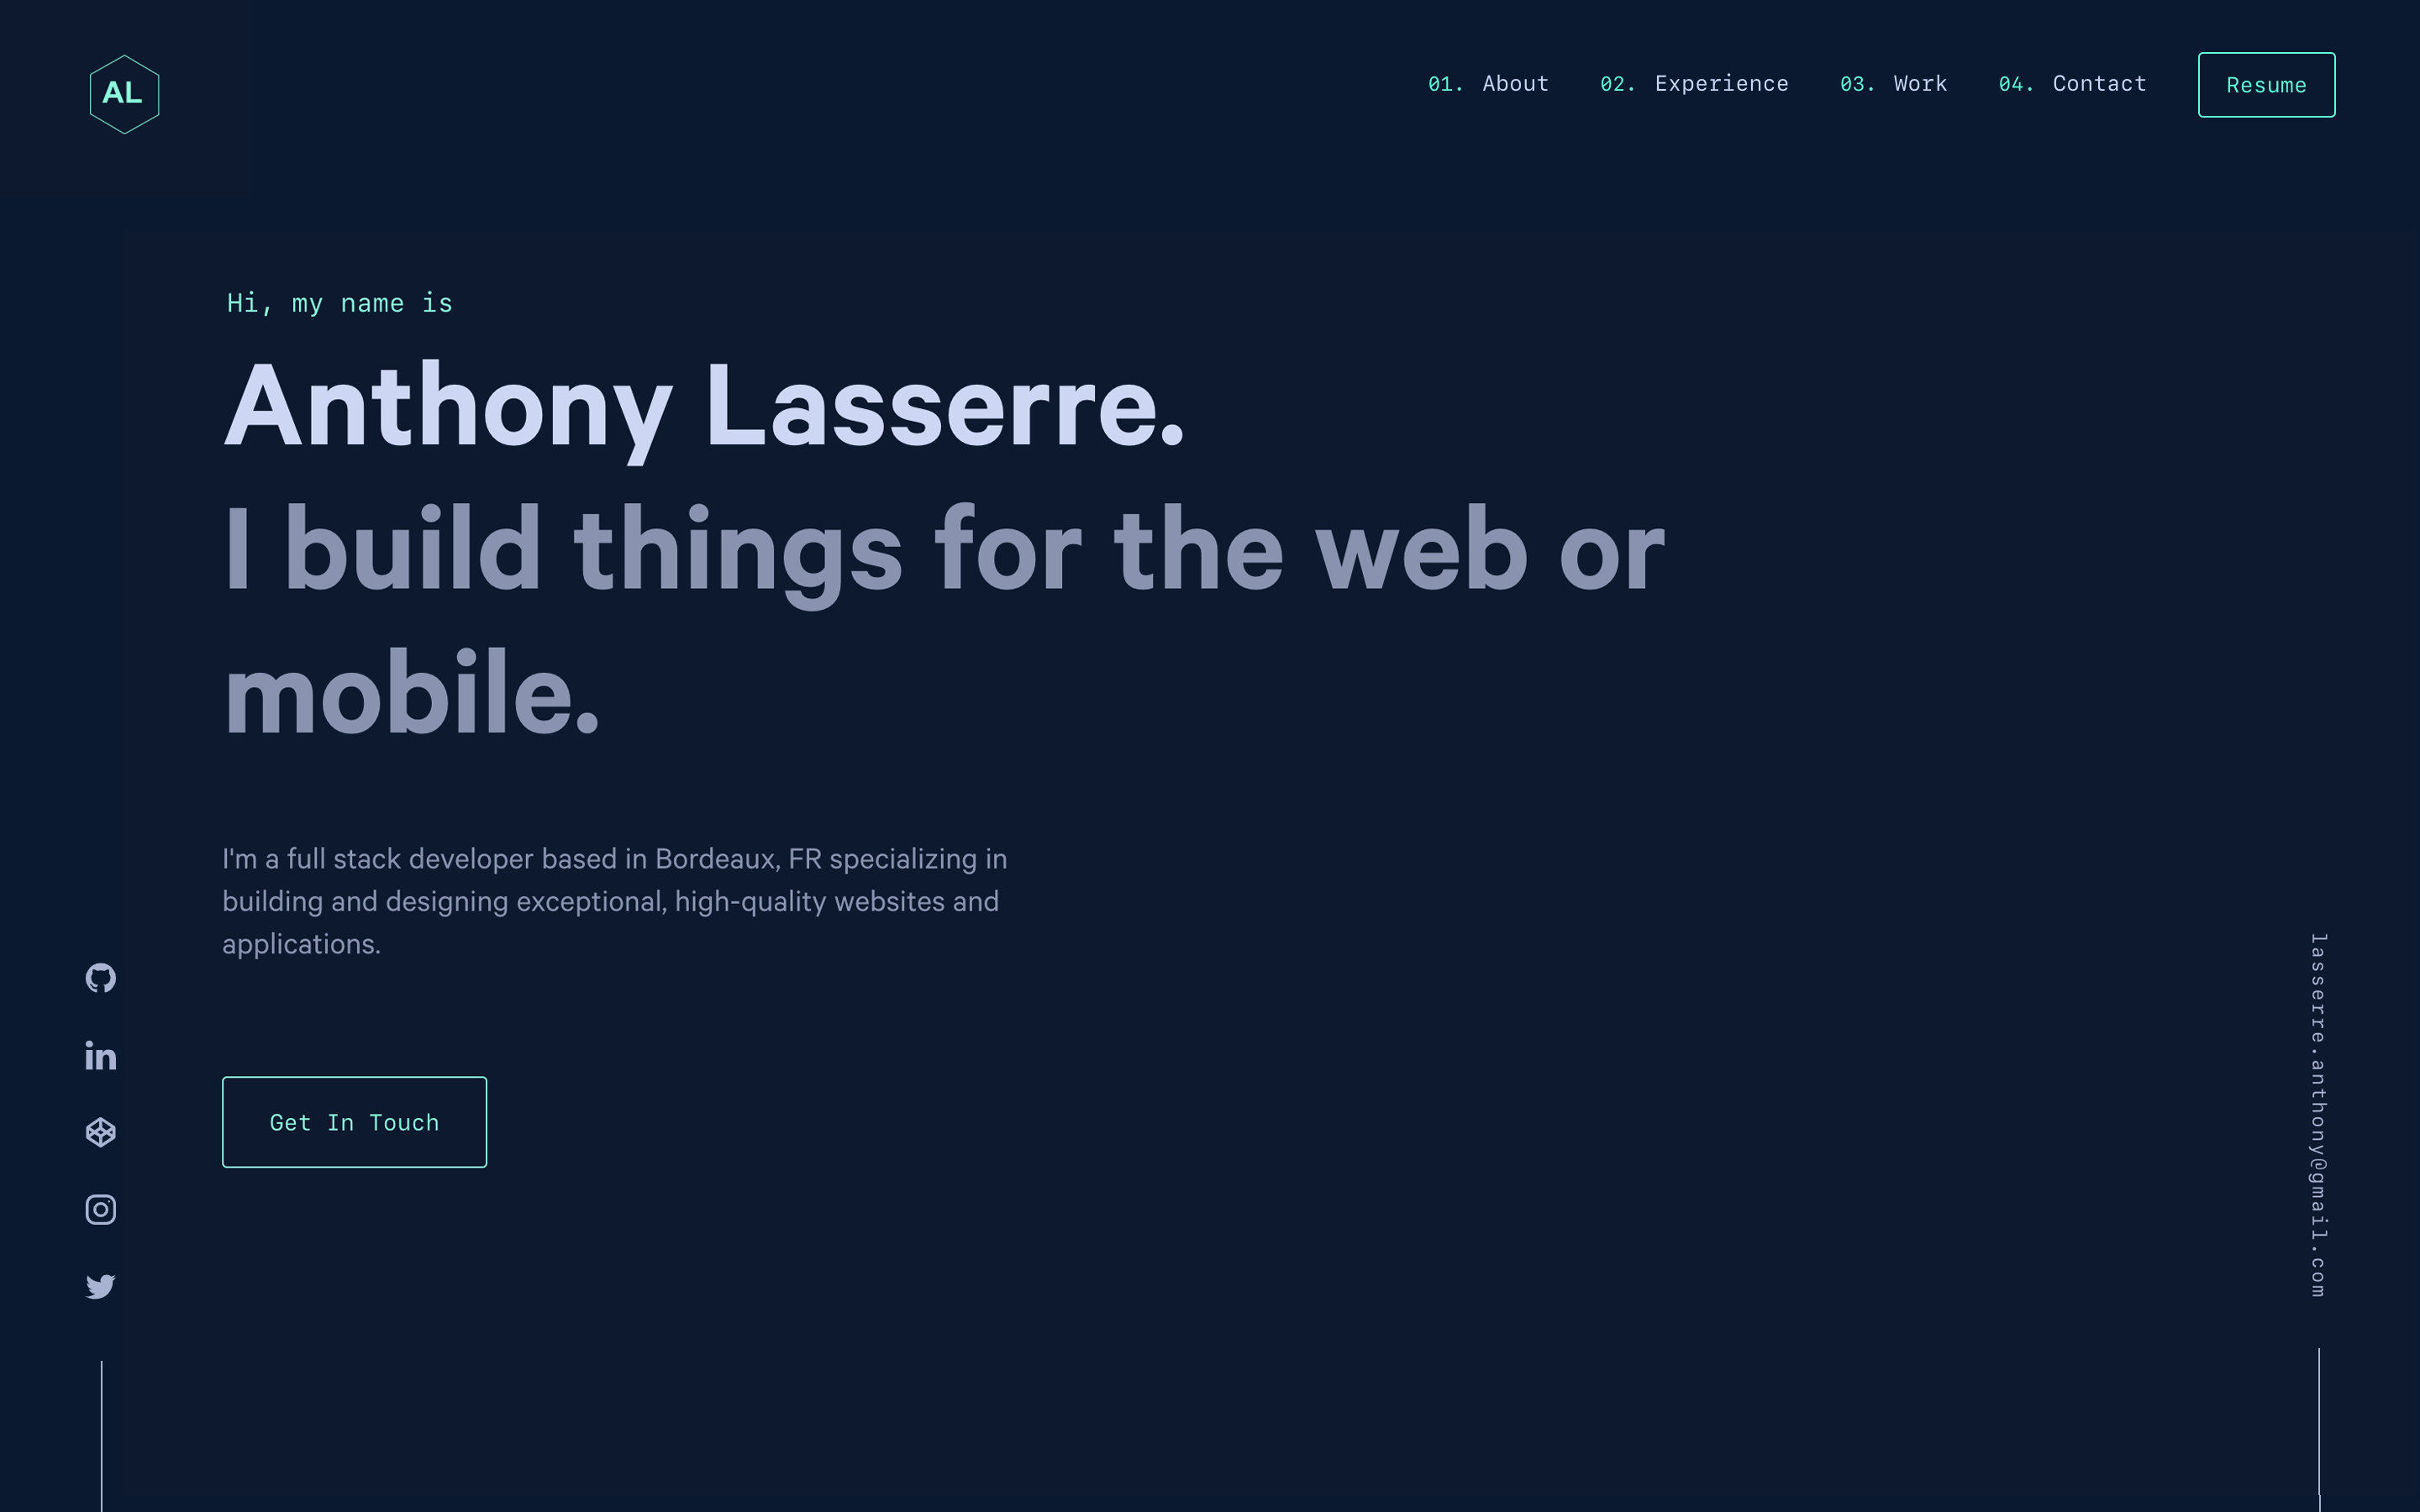 AL
01. About 02. Experience 03. Work 04. Contact Resume
Hi, my name is
Anthony Lasserre.
I build things for the web or
mobile.
I'm a full stack developer based in Bordeaux, FR specializing in
building and designing exceptional, high-quality websites and
applications.
in
Get In Touch
lasserre.anthony@gmail.com